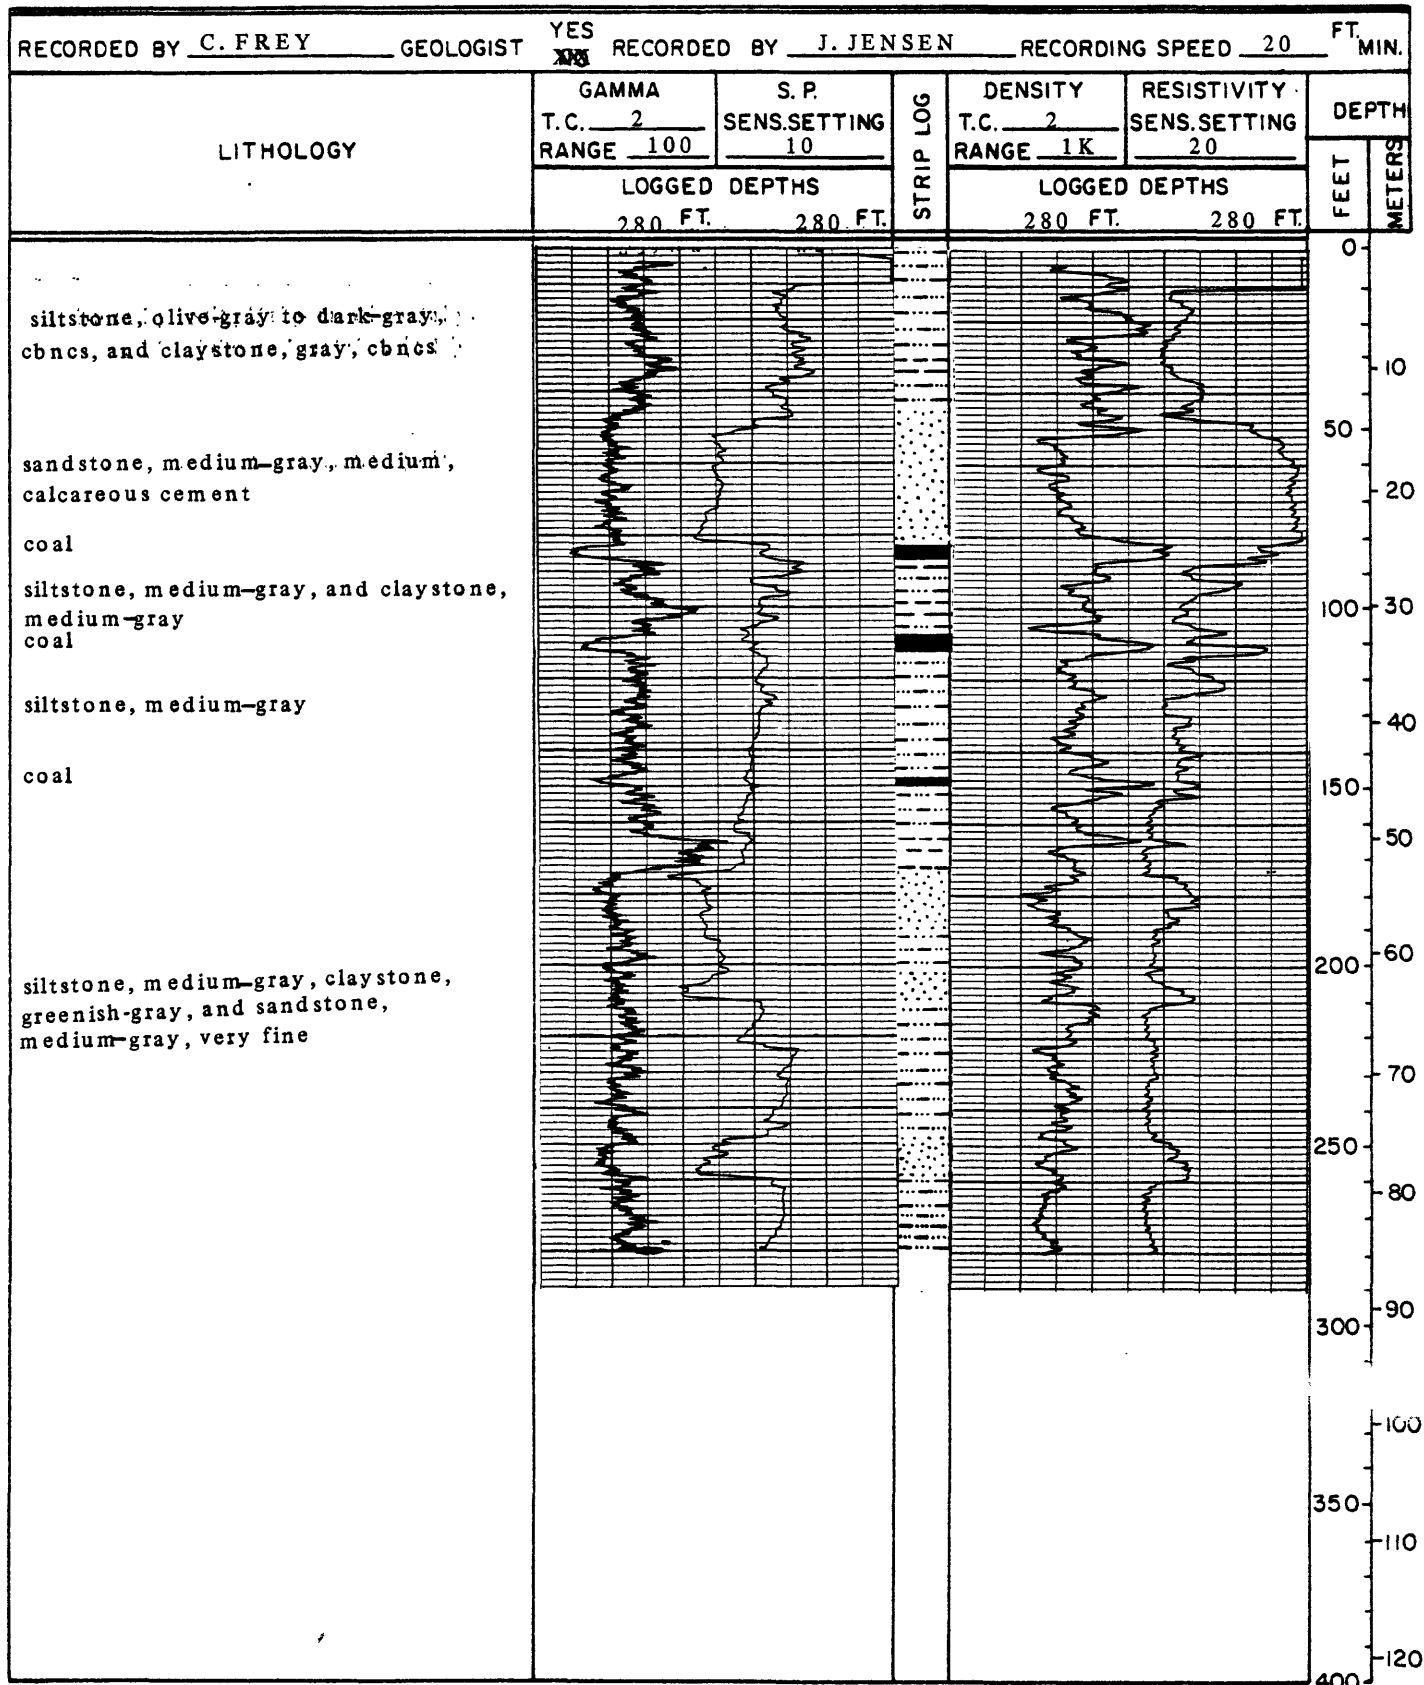 RECORDED BY C. FREY GEOLOGIST YES RECORDED BY J. JENSEN RECORDING SPEED 20 FT. MIN.
LITHOLOGY
GAMMA
T.C. 2
RANGE 100
S.P.
SENS.SETTING
10
LOGGED DEPTHS
280 FT. 280 FT.
STRIP LOG
DENSITY
T.C. 2
RANGE 1K
RESISTIVITY
SENS.SETTING
20
LOGGED DEPTHS
280 FT. 280 FT.
DEPTH
FEET
METERS
siltstone, olive-gray to dark-gray,
cbncs, and claystone, gray, cbncs
sandstone, medium-gray, medium,
calcareous cement
coal
siltstone, medium-gray, and claystone,
medium-gray
coal
siltstone, medium-gray
coal
siltstone, medium-gray, claystone,
greenish-gray, and sandstone,
medium-gray, very fine
0
10
50
20
100 30
40
150
50
200 60
70
250
80
90
300
100
350
110
120
400